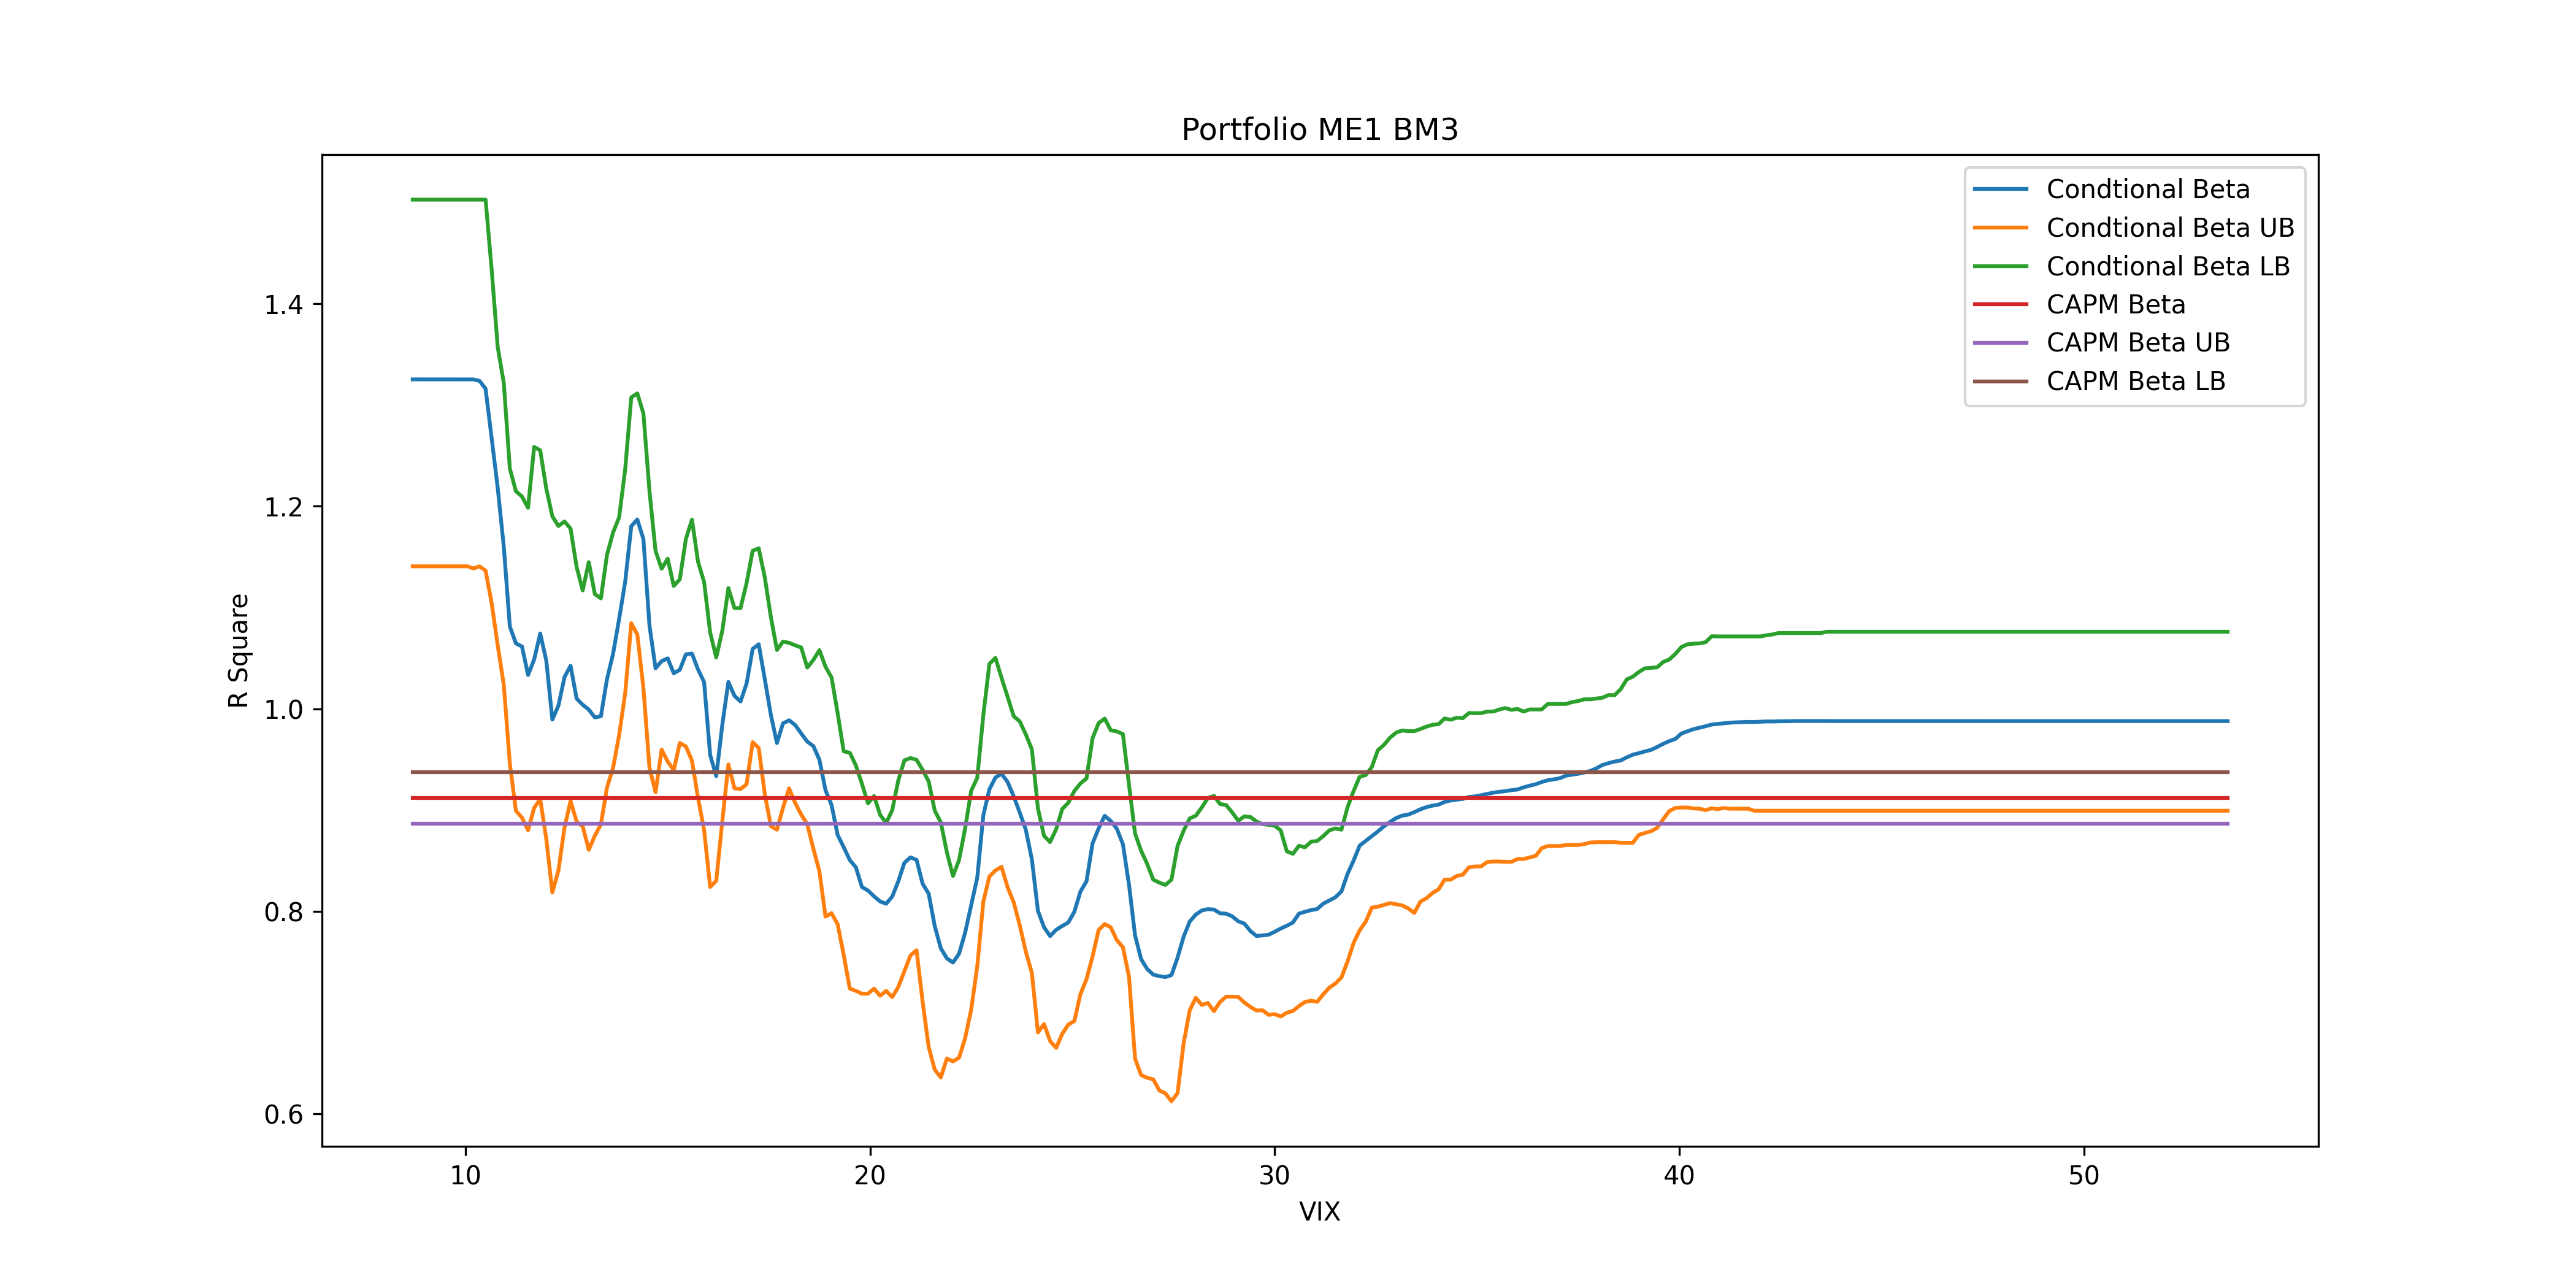 Portfolio ME1 BM3
Condtional Beta
Condtional Beta UB
Condtional Beta LB
CAPM Beta
CAPM Beta UB
CAPM Beta LB
R Square
1.4
1.2
1.0
0.8
0.6
10 20 30 40 50
VIX